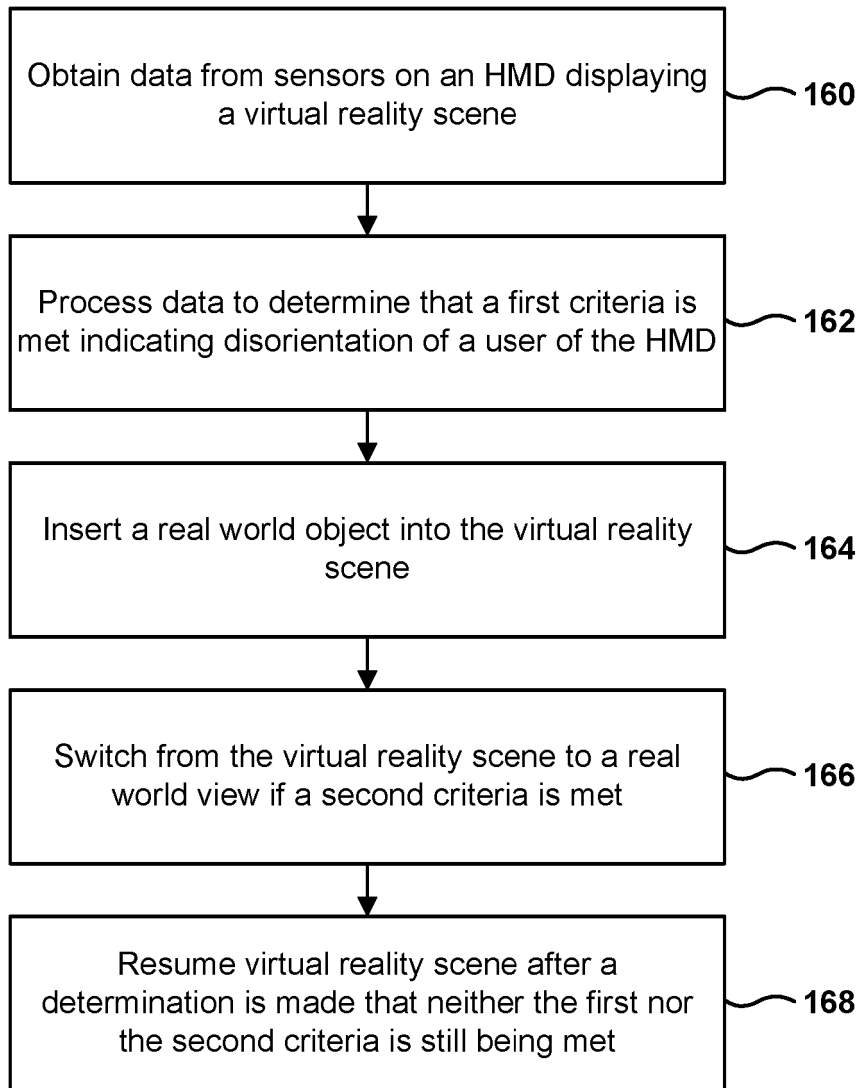 Obtain data from sensors on an HMD displaying
a virtual reality scene
160
Process data to determine that a first criteria is
met indicating disorientation of a user of the HMD
162
Insert a real world object into the virtual reality
scene
164
Switch from the virtual reality scene to a real
world view if a second criteria is met
166
Resume virtual reality scene after a
determination is made that neither the first nor
the second criteria is still being met
168